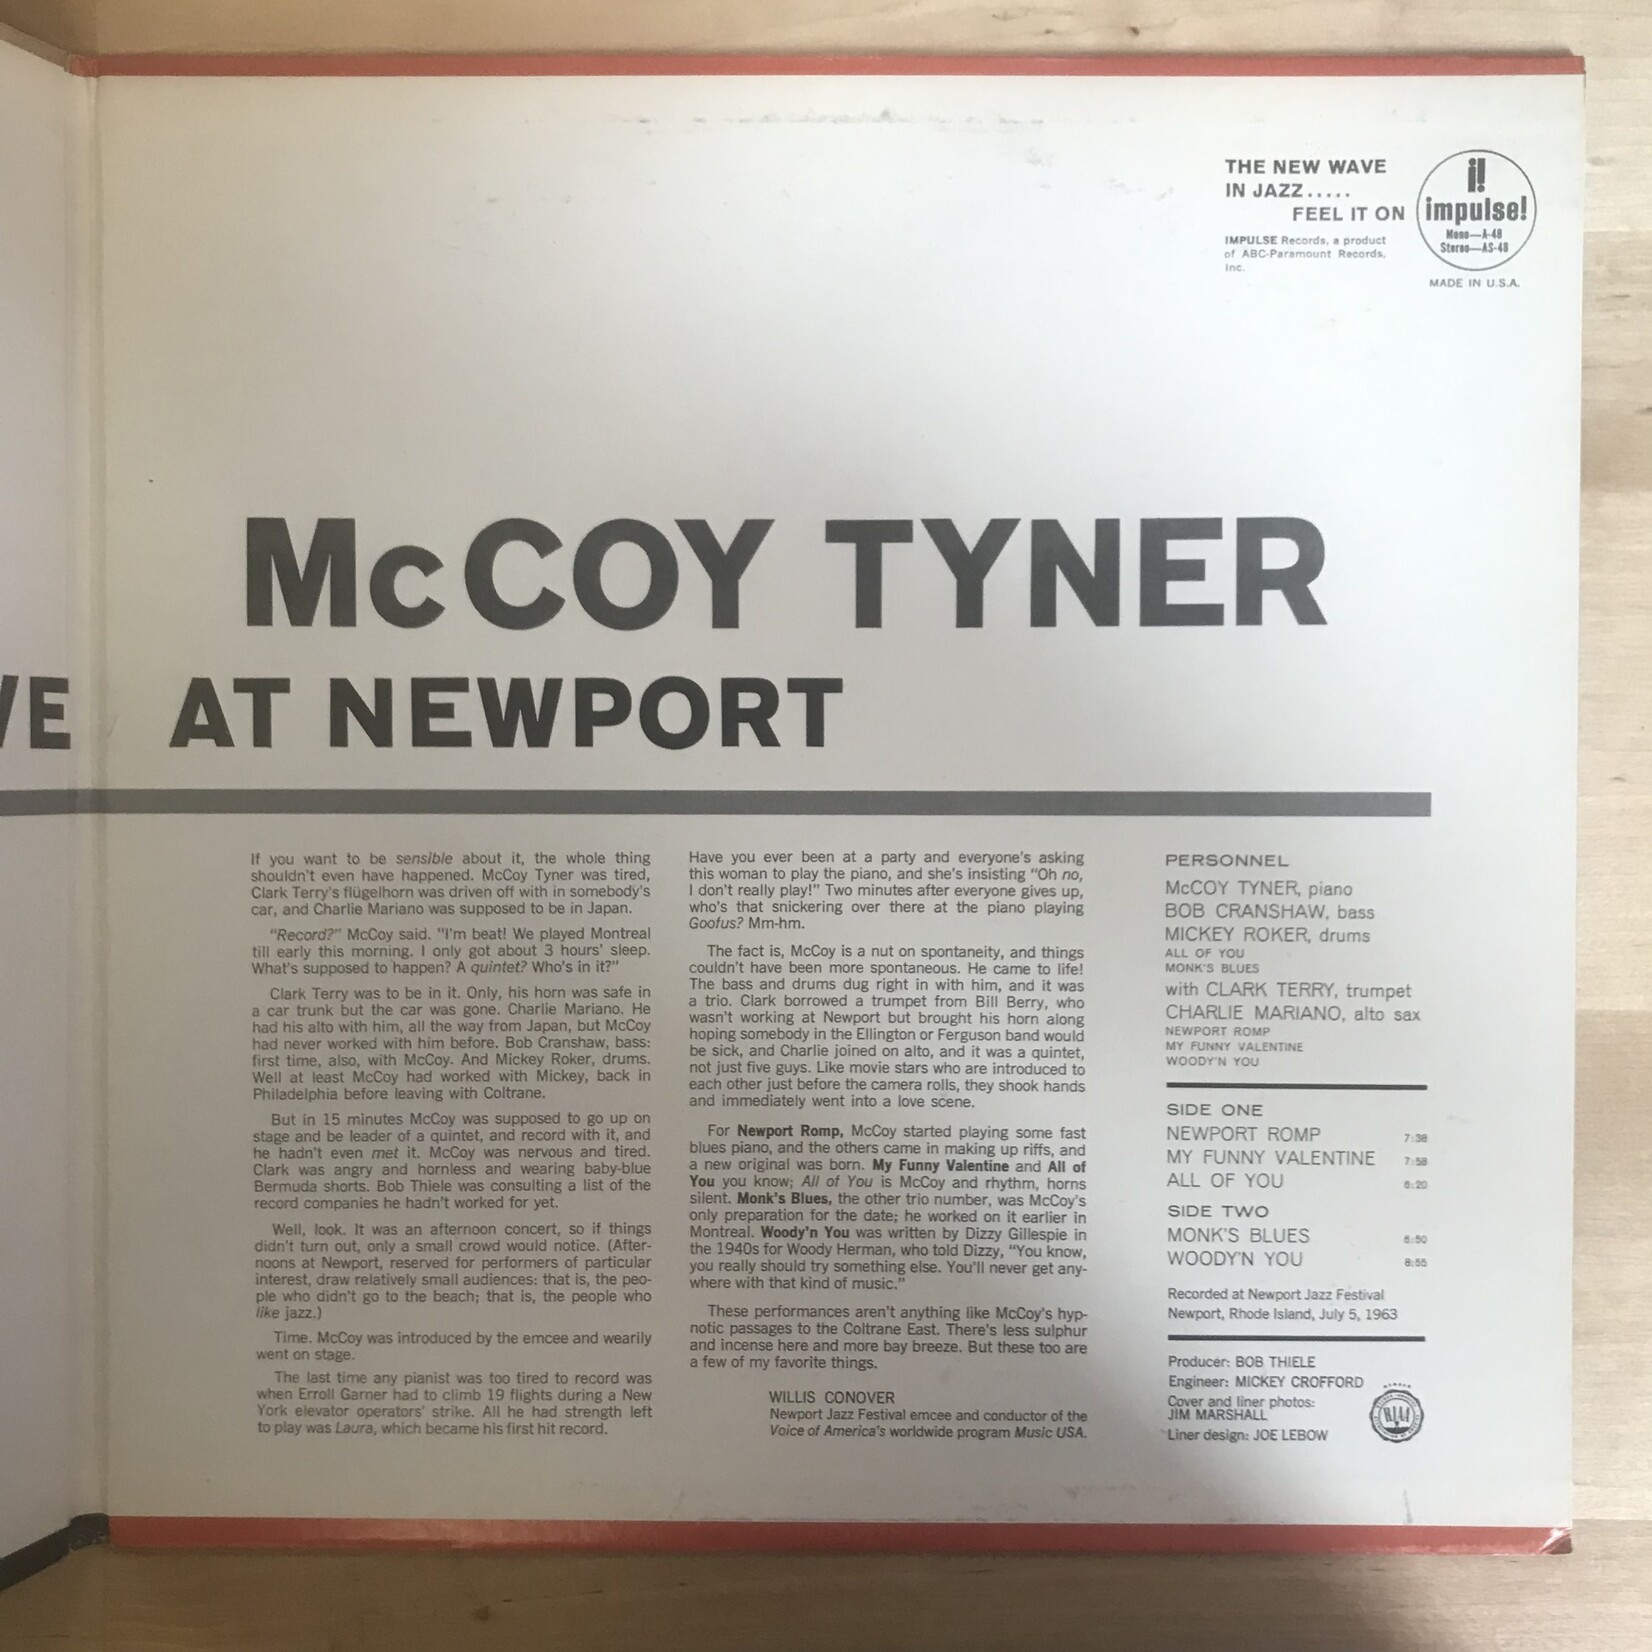 THE NEW WAVE
IN JAZZ.....
FEEL IT ON
IMPULSE Records, a product
of ABC-Paramount Records,
Inc.
i!
impulse!
Mono—A-48
Stereo—AS-48
MADE IN U.S.A.
McCOY TYNER
VE AT NEWPORT
If you want to be sensible about it, the whole thing
shouldn't even have happened. McCoy Tyner was tired,
Clark Terry's flügelhorn was driven off with in somebody's
car, and Charlie Mariano was supposed to be in Japan.
"Record?" McCoy said. "I'm beat! We played Montreal
till early this morning. I only got about 3 hours' sleep.
What's supposed to happen? A quintet? Who's in it?"
Clark Terry was to be in it. Only, his horn was safe in
a car trunk but the car was gone. Charlie Mariano. He
had his alto with him, all the way from Japan, but McCoy
had never worked with him before. Bob Cranshaw, bass:
first time, also, with McCoy. And Mickey Roker, drums.
Well at least McCoy had worked with Mickey, back in
Philadelphia before leaving with Coltrane.
But in 15 minutes McCoy was supposed to go up on
stage and be leader of a quintet, and record with it, and
he hadn't even met it. McCoy was nervous and tired.
Clark was angry and hornless and wearing baby-blue
Bermuda shorts. Bob Thiele was consulting a list of the
record companies he hadn't worked for yet.
Well, look. It was an afternoon concert, so if things
didn't turn out, only a small crowd would notice. (After-
noons at Newport, reserved for performers of particular
interest, draw relatively small audiences: that is, the peo-
ple who didn't go to the beach; that is, the people who
like jazz.)
Time. McCoy was introduced by the emcee and wearily
went on stage.
The last time any pianist was too tired to record was
when Erroll Garner had to climb 19 flights during a New
York elevator operators' strike. All he had strength left
to play was Laura, which became his first hit record.
Have you ever been at a party and everyone's asking
this woman to play the piano, and she's insisting "Oh no,
I don't really play!" Two minutes after everyone gives up,
who's that snickering over there at the piano playing
Goofus? Mm-hm.
The fact is, McCoy is a nut on spontaneity, and things
couldn't have been more spontaneous. He came to life!
The bass and drums dug right in with him, and it was
a trio. Clark borrowed a trumpet from Bill Berry, who
wasn't working at Newport but brought his horn along
hoping somebody in the Ellington or Ferguson band would
be sick, and Charlie joined on alto, and it was a quintet,
not just five guys. Like movie stars who are introduced to
each other just before the camera rolls, they shook hands
and immediately went into a love scene.
For Newport Romp, McCoy started playing some fast
blues piano, and the others came in making up riffs, and
a new original was born. My Funny Valentine and All of
You you know; All of You is McCoy and rhythm, horns
silent. Monk's Blues, the other trio number, was McCoy's
only preparation for the date; he worked on it earlier in
Montreal. Woody'n You was written by Dizzy Gillespie in
the 1940s for Woody Herman, who told Dizzy, "You know,
you really should try something else. You'll never get any-
where with that kind of music."
These performances aren't anything like McCoy's hyp-
notic passages to the Coltrane East. There's less sulphur
and incense here and more bay breeze. But these too are
a few of my favorite things.
WILLIS CONOVER
Newport Jazz Festival emcee and conductor of the
Voice of America's worldwide program Music USA.
PERSONNEL
McCOY TYNER, piano
BOB CRANSHAW, bass
MICKEY ROKER, drums
ALL OF YOU
MONK'S BLUES
with CLARK TERRY, trumpet
CHARLIE MARIANO, alto sax
NEWPORT ROMP
MY FUNNY VALENTINE
WOODY'N YOU
SIDE ONE
NEWPORT ROMP 7:38
MY FUNNY VALENTINE 7:58
ALL OF YOU 6:20
SIDE TWO
MONK'S BLUES 6:50
WOODY'N YOU 8:55
Recorded at Newport Jazz Festival
Newport, Rhode Island, July 5, 1963
Producer: BOB THIELE
Engineer: MICKEY CROFFORD
Cover and liner photos:
JIM MARSHALL
Liner design: JOE LEBOW
RIAA